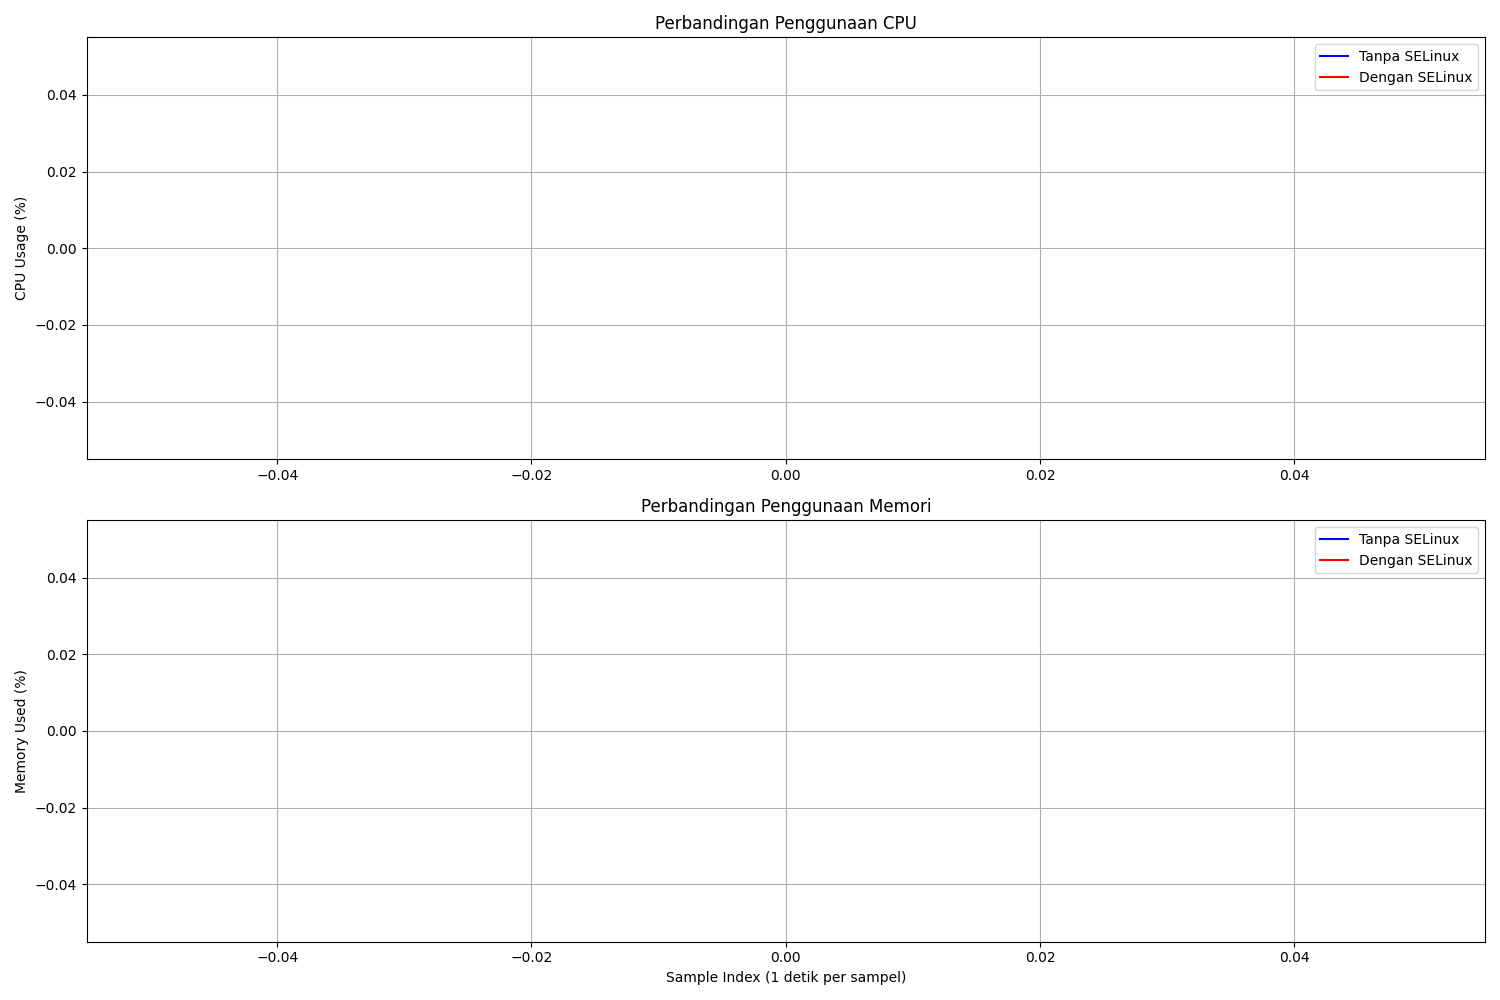 Perbandingan Penggunaan CPU
Tanpa SELinux
Dengan SELinux
CPU Usage (%)
0.04
0.02
0.00
−0.02
−0.04
−0.04
−0.02
0.00
0.02
0.04
Perbandingan Penggunaan Memori
Tanpa SELinux
Dengan SELinux
Memory Used (%)
0.04
0.02
0.00
−0.02
−0.04
−0.04
−0.02
0.00
0.02
0.04
Sample Index (1 detik per sampel)